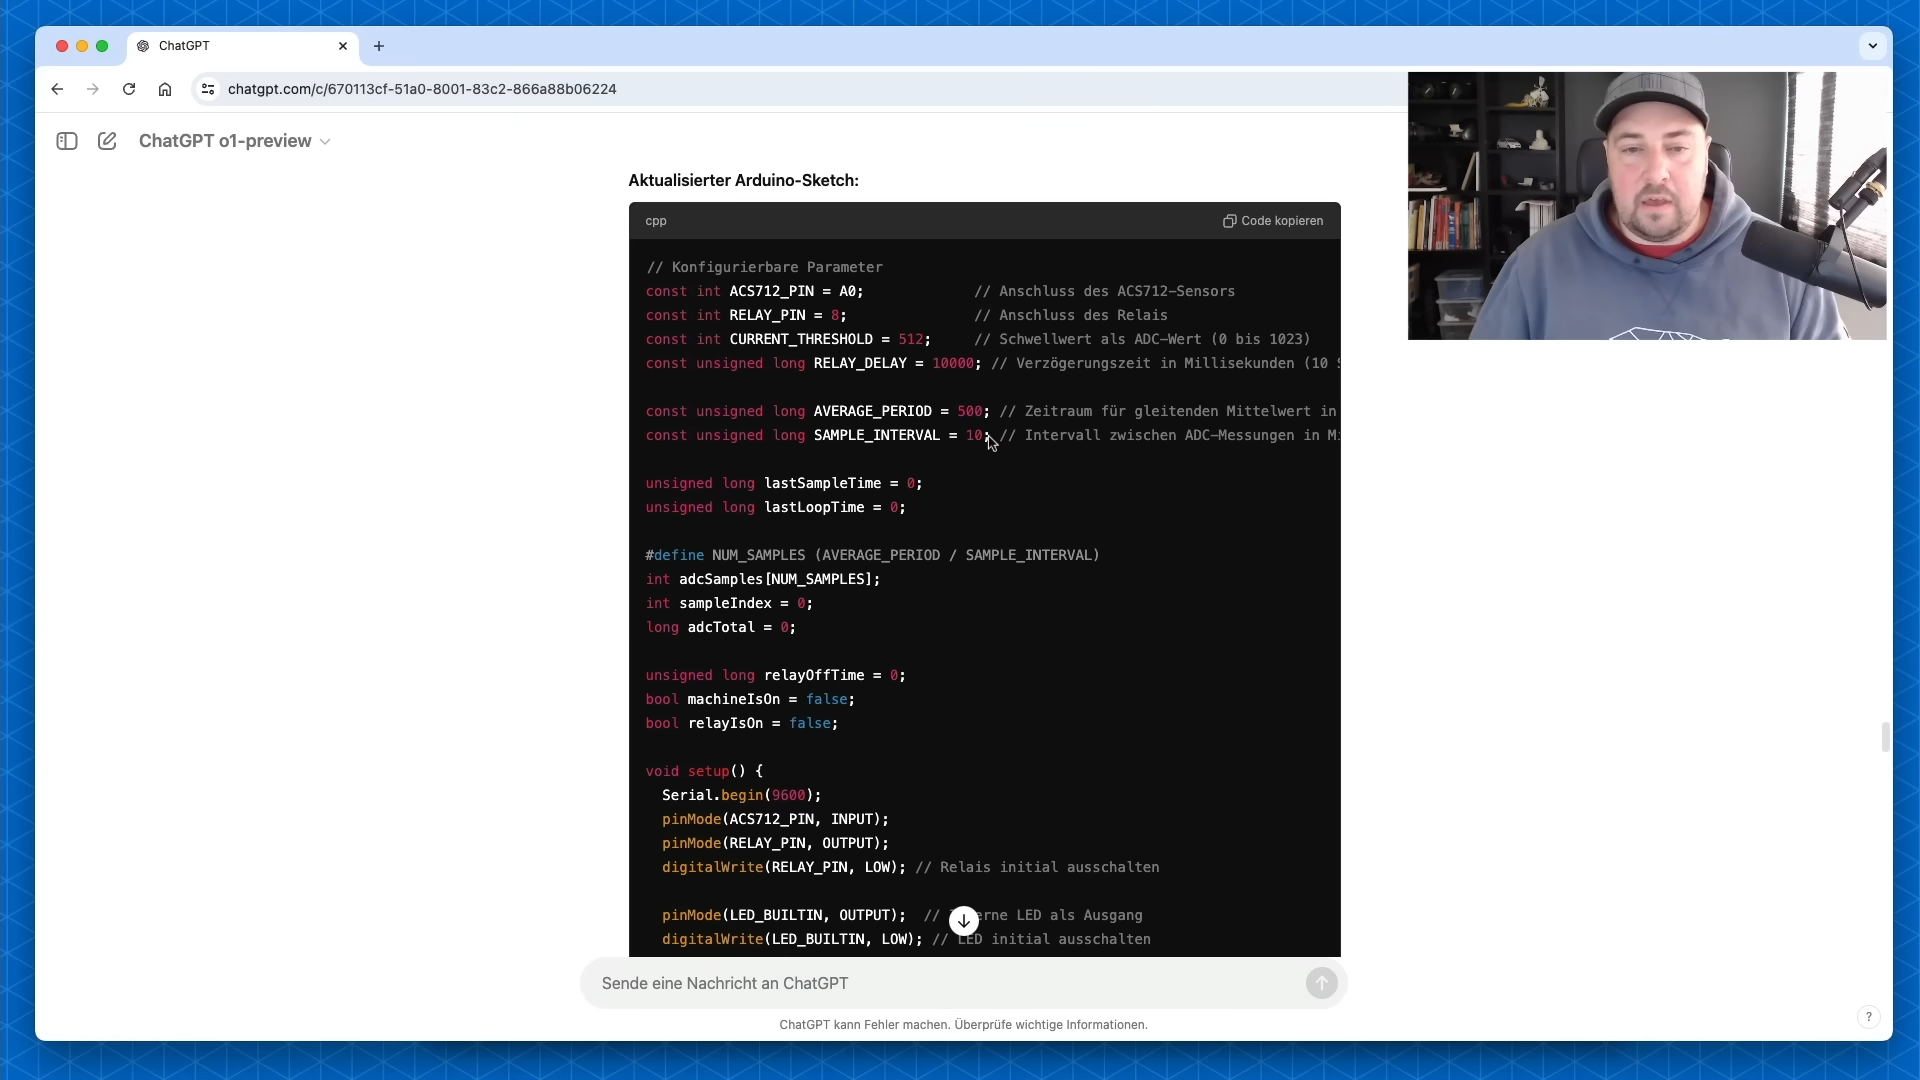 ChatGPT
chatgpt.com/c/670113cf-51a0-8001-83c2-866a88b06224
ChatGPT o1-preview
Aktualisierter Arduino-Sketch:
cpp
Code kopieren
// Konfigurierbare Parameter
const int ACS712_PIN = A0; // Anschluss des ACS712-Sensors
const int RELAY_PIN = 8; // Anschluss des Relais
const int CURRENT_THRESHOLD = 512; // Schwellwert als ADC-Wert (0 bis 1023)
const unsigned long RELAY_DELAY = 10000; // Verzögerungszeit in Millisekunden (10
const unsigned long AVERAGE_PERIOD = 500; // Zeitraum für gleitenden Mittelwert in
const unsigned long SAMPLE_INTERVAL = 10; // Intervall zwischen ADC-Messungen in
unsigned long lastSampleTime = 0;
unsigned long lastLoopTime = 0;
#define NUM_SAMPLES (AVERAGE_PERIOD / SAMPLE_INTERVAL)
int adcSamples[NUM_SAMPLES];
int sampleIndex = 0;
long adcTotal = 0;
unsigned long relayOffTime = 0;
bool machineIsOn = false;
bool relayIsOn = false;
void setup() {
Serial.begin(9600);
pinMode(ACS712_PIN, INPUT);
pinMode(RELAY_PIN, OUTPUT);
digitalWrite(RELAY_PIN, LOW); // Relais initial ausschalten
pinMode(LED_BUILTIN, OUTPUT); // LED als Ausgang
digitalWrite(LED_BUILTIN, LOW); // LED initial ausschalten
Sende eine Nachricht an ChatGPT
ChatGPT kann Fehler machen. Überprüfe wichtige Informationen.
?